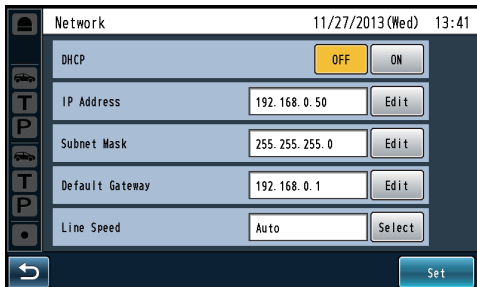 Network 11/27/2013(Wed) 13:41
DHCP OFF ON
IP Address 192.168.0.50 Edit
T
P
Subnet Mask 255.255.255.0 Edit
Default Gateway 192.168.0.1 Edit
T
P
Line Speed Auto Select
Set